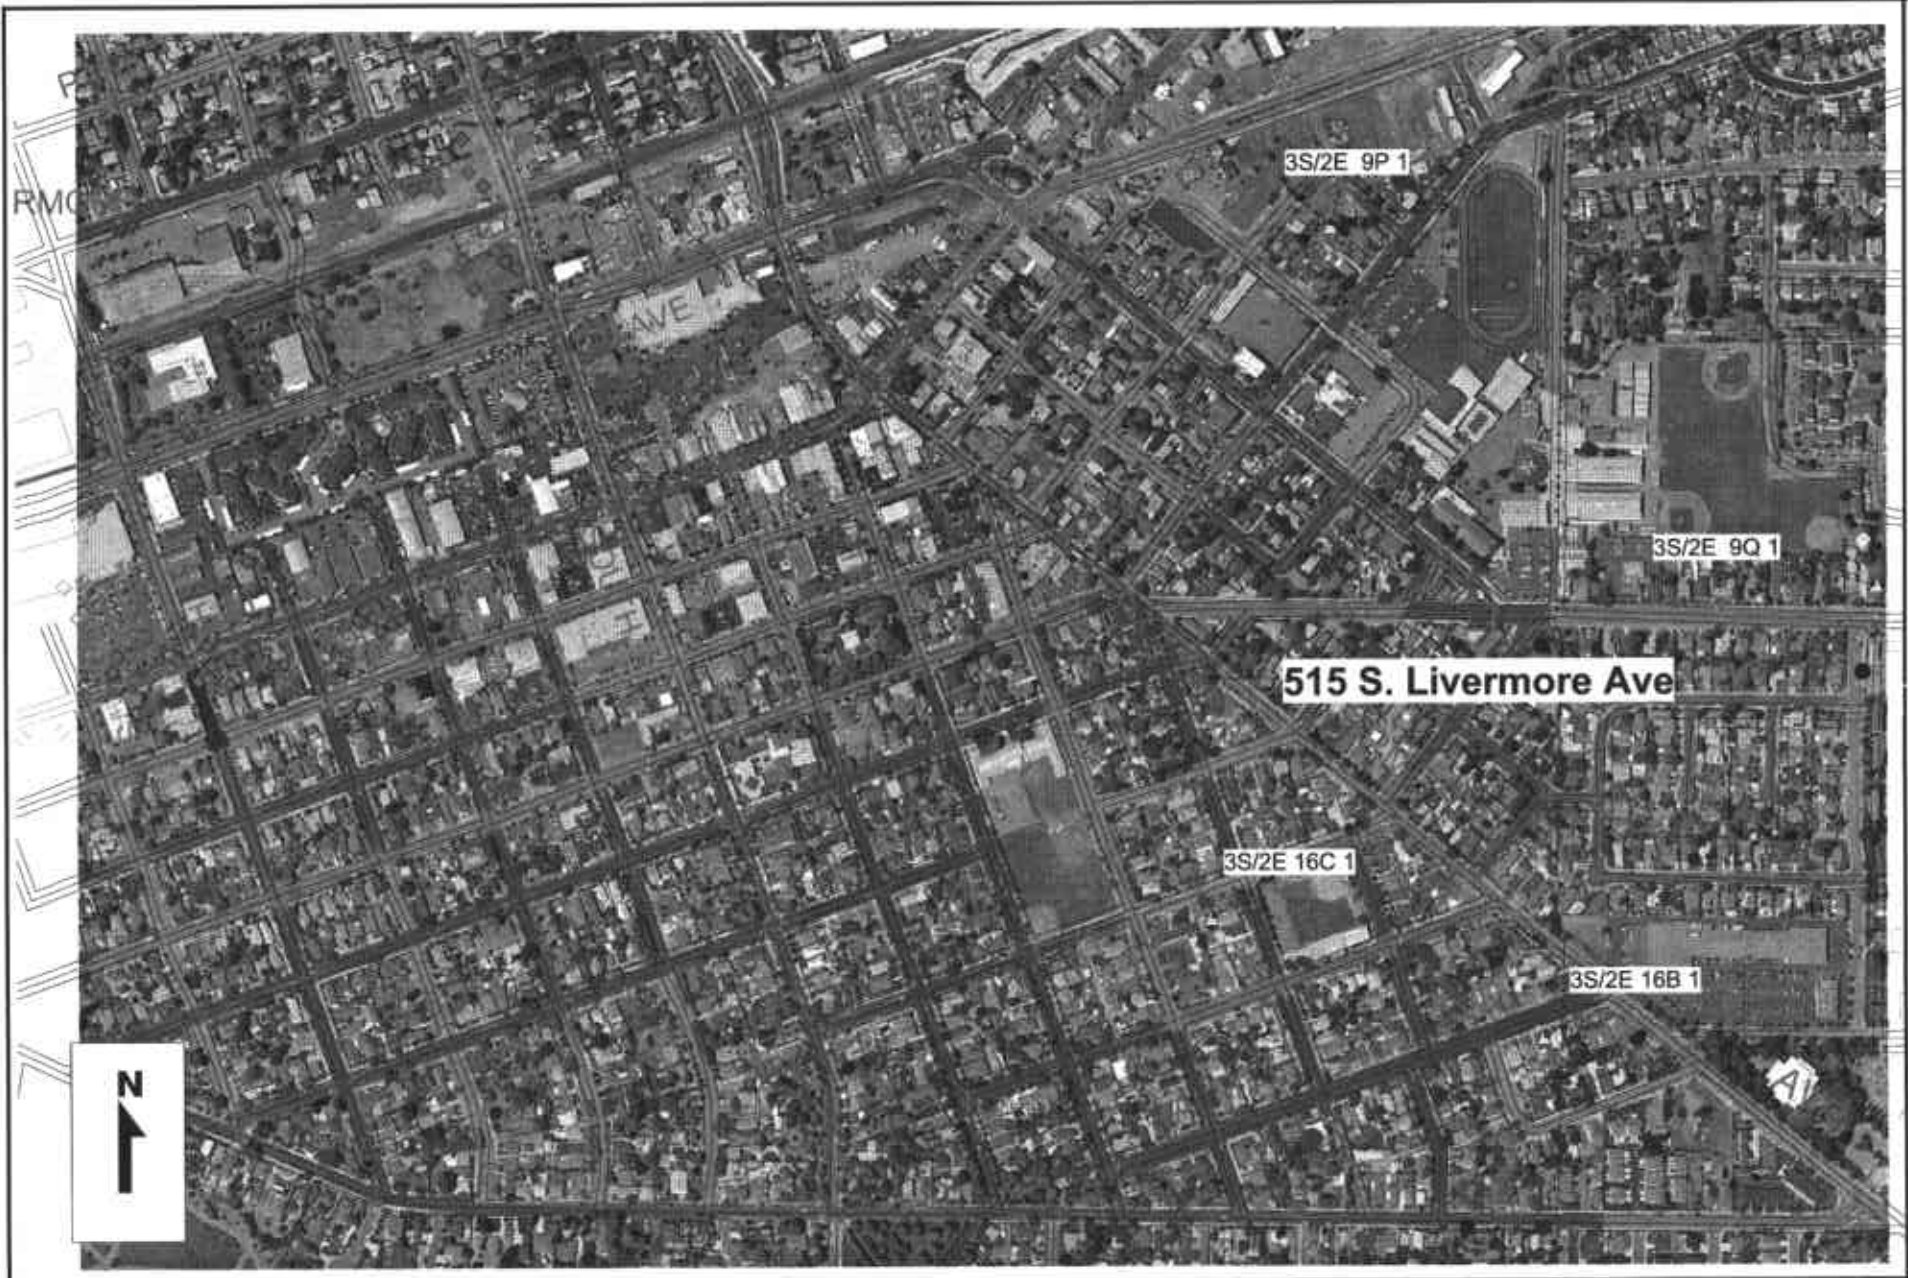 RMO
3S/2E 9P 1
AVE
3S/2E 9Q 1
515 S. Livermore Ave
3S/2E 16C 1
3S/2E 16B 1
N